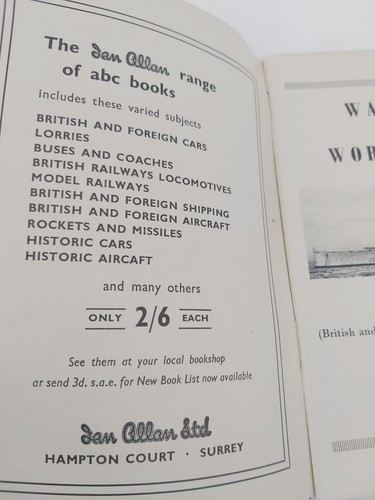 The Ian Allan range
of abc books
includes these varied subjects
BRITISH AND FOREIGN CARS
LORRIES
BUSES AND COACHES
BRITISH RAILWAYS LOCOMOTIVES
MODEL RAILWAYS
BRITISH AND FOREIGN SHIPPING
BRITISH AND FOREIGN AIRCRAFT
ROCKETS AND MISSILES
HISTORIC CARS
HISTORIC AIRCAFT
and many others
ONLY 2/6 EACH
See them at your local bookshop
ar send 3d. s.a.e. for New Book List now available
Ian Allan Ltd
HAMPTON COURT · SURREY
WA
WOR
(British and